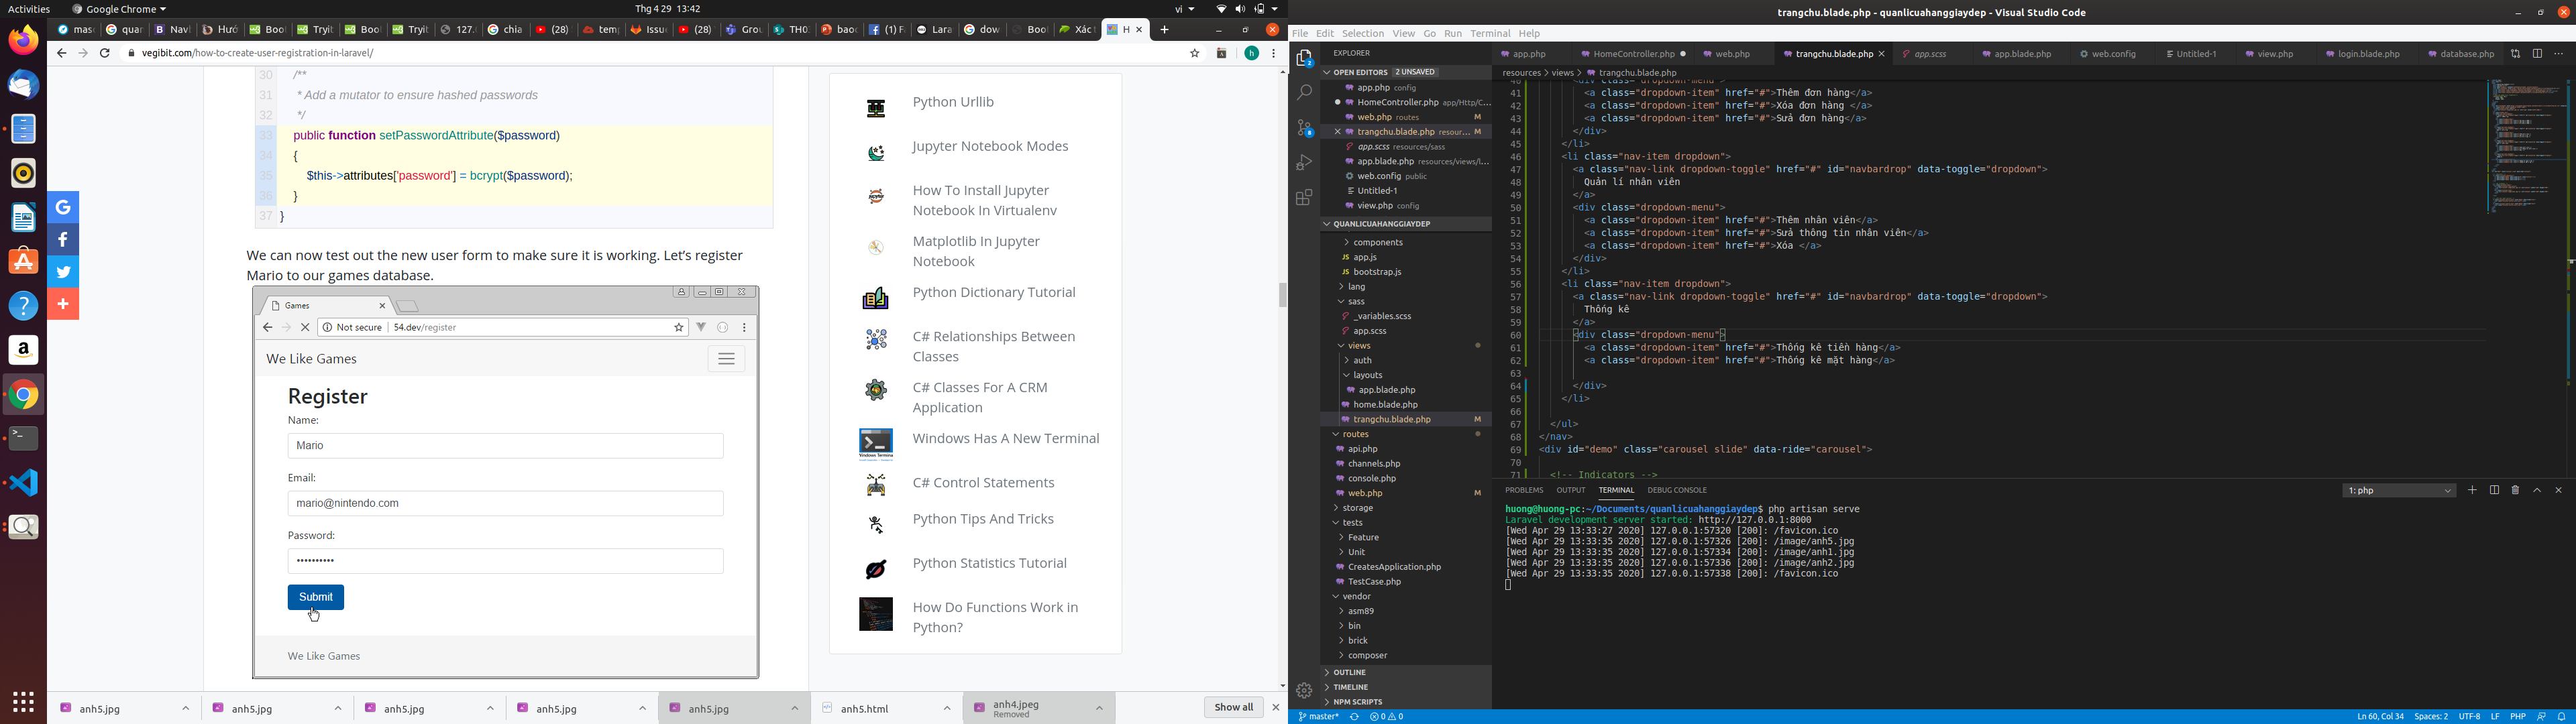 Activities
Google Chrome
Thg 4 29 13:42
vi
mas
quar
Navl
Hướ
Boo
Tryit
Boo
Tryit
127.
chia
(28)
tem
Issue
(28)
Grou
TH0
baoc
(1) F
Lara
dow
Boot
Xác t
H
vegibit.com/how-to-create-user-registration-in-laravel/
h
30 /**
31 * Add a mutator to ensure hashed passwords
32 */
33 public function setPasswordAttribute($password)
34 {
35 $this->attributes['password'] = bcrypt($password);
36 }
37 }
We can now test out the new user form to make sure it is working. Let's register
Mario to our games database.
Games
Not secure | 54.dev/register
We Like Games
Register
Name:
Mario
Email:
mario@nintendo.com
Password:
••••••••••
Submit
We Like Games
Python Urllib
Jupyter Notebook Modes
How To Install Jupyter
Notebook In Virtualenv
Matplotlib In Jupyter
Notebook
Python Dictionary Tutorial
C# Relationships Between
Classes
C# Classes For A CRM
Application
Windows Has A New Terminal
C# Control Statements
Python Tips And Tricks
Python Statistics Tutorial
How Do Functions Work in
Python?
anh5.jpg
anh5.jpg
anh5.jpg
anh5.jpg
anh5.jpg
anh5.html
anh4.jpeg
Removed
Show all
trangchu.blade.php - quanlicuahanggiaydep - Visual Studio Code
File Edit Selection View Go Run Terminal Help
EXPLORER
OPEN EDITORS 2 UNSAVED
app.php config
HomeController.php app/Http/C...
web.php routes M
trangchu.blade.php resour... M
app.scss resources/sass
app.blade.php resources/views/l...
web.config public
Untitled-1
view.php config
QUANLICUAHANGGIAYDEP
components
app.js
bootstrap.js
lang
sass
_variables.scss
app.scss
views
auth
layouts
app.blade.php
home.blade.php
trangchu.blade.php M
routes
api.php
channels.php
console.php
web.php M
storage
tests
Feature
Unit
CreatesApplication.php
TestCase.php
vendor
asm89
bin
brick
composer
OUTLINE
TIMELINE
NPM SCRIPTS
app.php
HomeController.php
web.php
trangchu.blade.php
app.scss
app.blade.php
web.config
Untitled-1
view.php
login.blade.php
database.php
resources > views > trangchu.blade.php
40 <div class="dropdown-menu">
41 <a class="dropdown-item" href="#">Thêm đơn hàng</a>
42 <a class="dropdown-item" href="#">Xóa đơn hàng </a>
43 <a class="dropdown-item" href="#">Sửa đơn hàng </a>
44 </div>
45 </li>
46 <li class="nav-item dropdown">
47 <a class="nav-link dropdown-toggle" href="#" id="navbardrop" data-toggle="dropdown">
48 Quản lí nhân viên
49 </a>
50 <div class="dropdown-menu">
51 <a class="dropdown-item" href="#">Thêm nhân viên</a>
52 <a class="dropdown-item" href="#">Sửa thông tin nhân viên</a>
53 <a class="dropdown-item" href="#">Xóa </a>
54 </div>
55 </li>
56 <li class="nav-item dropdown">
57 <a class="nav-link dropdown-toggle" href="#" id="navbardrop" data-toggle="dropdown">
58 Thống kê
59 </a>
60 <div class="dropdown-menu">
61 <a class="dropdown-item" href="#">Thống kê tiền hàng</a>
62 <a class="dropdown-item" href="#">Thống kê mặt hàng</a>
63
64 </div>
65 </li>
66
67 </ul>
68 </nav>
69 <div id="demo" class="carousel slide" data-ride="carousel">
70
71 <!-- Indicators -->
PROBLEMS OUTPUT TERMINAL DEBUG CONSOLE
1: php
huong@huong-pc:~/Documents/quanlicuahanggiaydep$ php artisan serve
Laravel development server started: http://127.0.0.1:8000
[Wed Apr 29 13:33:27 2020] 127.0.0.1:57320 [200]: /favicon.ico
[Wed Apr 29 13:33:35 2020] 127.0.0.1:57326 [200]: /image/anh5.jpg
[Wed Apr 29 13:33:35 2020] 127.0.0.1:57334 [200]: /image/anh1.jpg
[Wed Apr 29 13:33:35 2020] 127.0.0.1:57336 [200]: /image/anh2.jpg
[Wed Apr 29 13:33:35 2020] 127.0.0.1:57338 [200]: /favicon.ico
master*
0 0
Ln 60, Col 34
Spaces: 2
UTF-8
LF
PHP